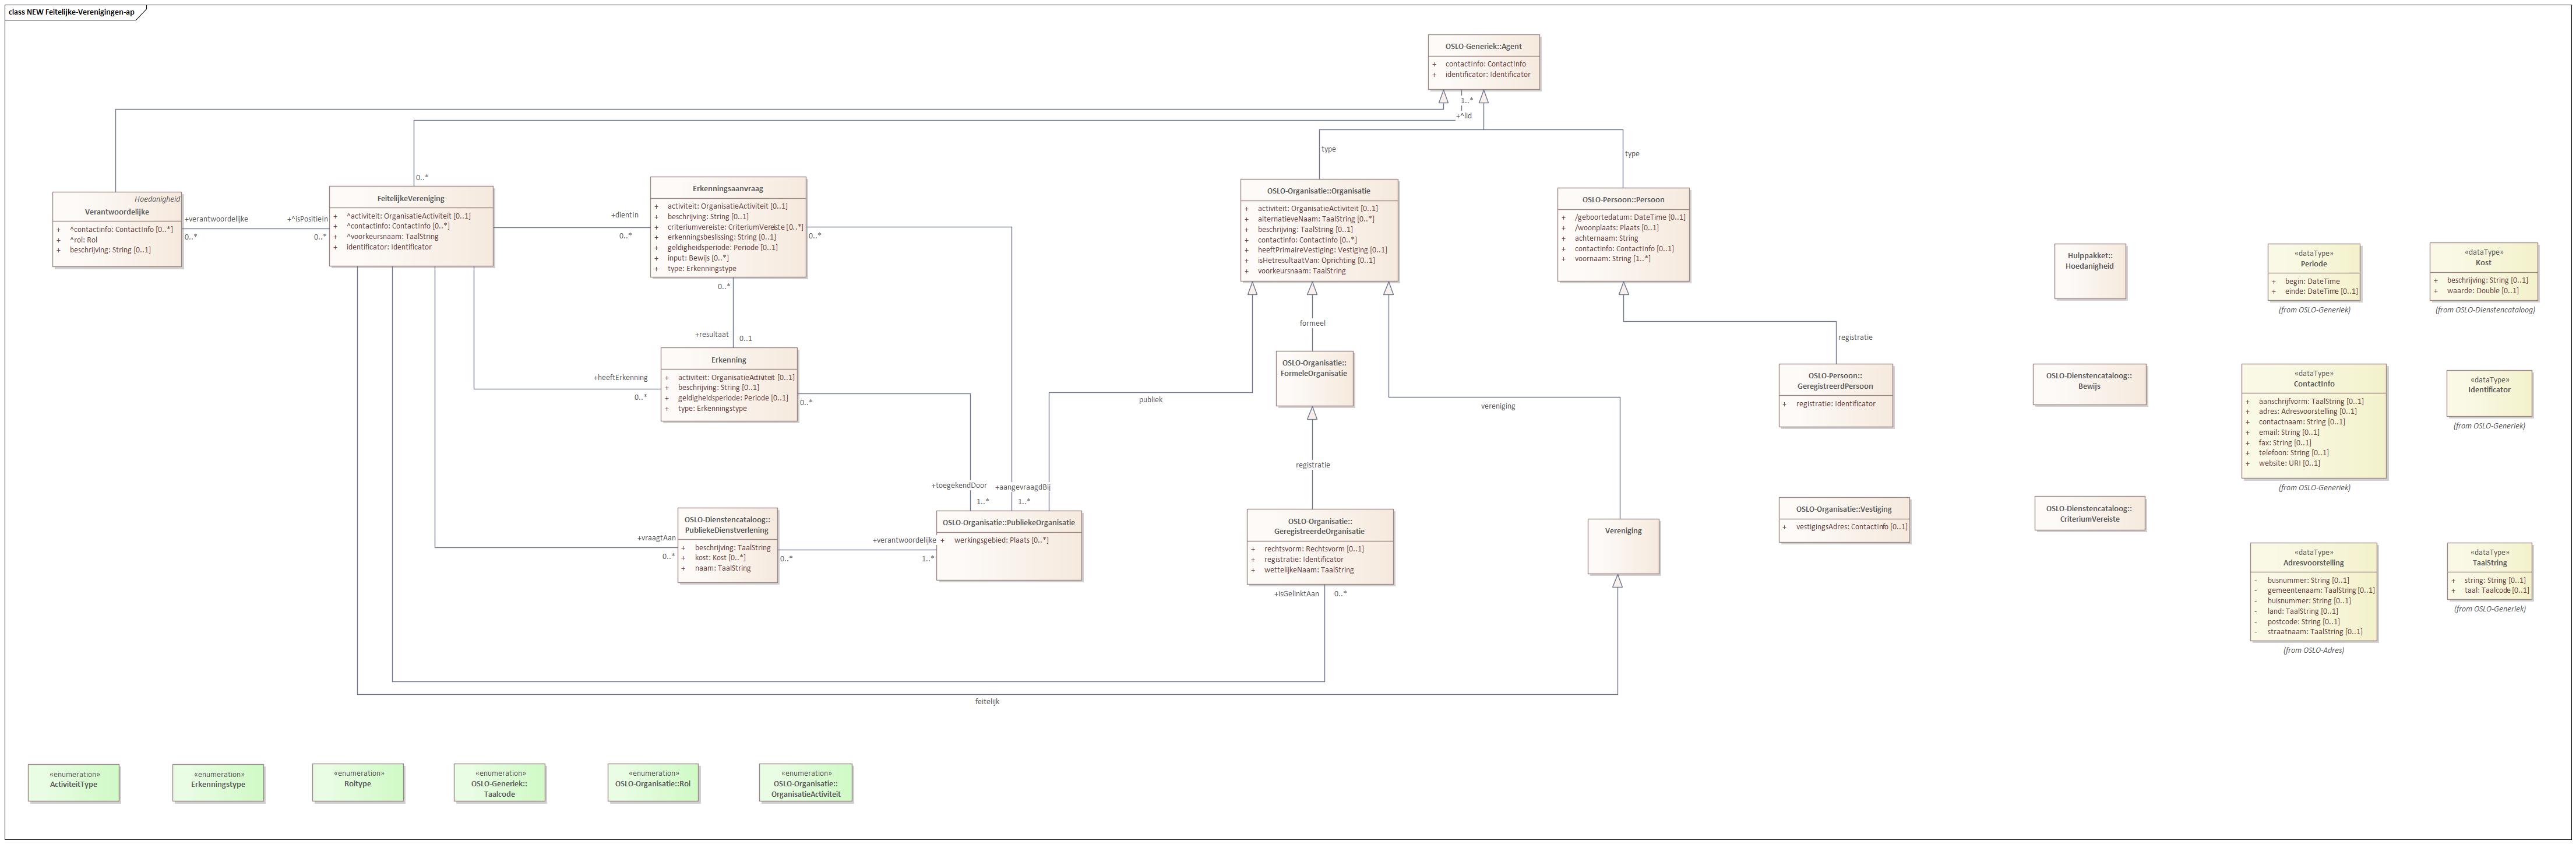 class NEW Feitelijke-Verenigingen-ap
OSLO-Generiek::Agent
+ contactInfo: ContactInfo
+ identificator: Identificator
1..*
+^lid
type
type
0..*
Hoedanigheid
Verantwoordelijke
+ ^contactinfo: ContactInfo [0..*]
+ ^rol: Rol
+ beschrijving: String [0..1]
+verantwoordelijke
0..*
+^isPositieIn
0..*
FeitelijkeVereniging
+ ^activiteit: OrganisatieActiviteit [0..1]
+ ^contactinfo: ContactInfo [0..*]
+ ^voorkeursnaam: TaalString
+ identificator: Identificator
+dientIn
0..*
Erkenningsaanvraag
+ activiteit: OrganisatieActiviteit [0..1]
+ beschrijving: String [0..1]
+ criteriumvereiste: CriteriumVereiste [0..*]
+ erkenningsbeslissing: String [0..1]
+ geldigheidsperiode: Periode [0..1]
+ input: Bewijs [0..*]
+ type: Erkenningstype
0..*
0..*
+resultaat
0..1
OSLO-Organisatie::Organisatie
+ activiteit: OrganisatieActiviteit [0..1]
+ alternatieveNaam: TaalString [0..*]
+ beschrijving: TaalString [0..1]
+ contactinfo: ContactInfo [0..*]
+ heeftPrimaireVestiging: Vestiging [0..1]
+ isHetresultaatVan: Oprichting [0..1]
+ voorkeursnaam: TaalString
OSLO-Persoon::Persoon
+ /geboortedatum: DateTime [0..1]
+ /woonplaats: Plaats [0..1]
+ achternaam: String
+ contactinfo: ContactInfo [0..1]
+ voornaam: String [1..*]
Hulppakket::
Hoedanigheid
«dataType»
Periode
+ begin: DateTime
+ einde: DateTime [0..1]
(from OSLO-Generiek)
«dataType»
Kost
+ beschrijving: String [0..1]
+ waarde: Double [0..1]
(from OSLO-Dienstencataloog)
formeel
registratie
Erkenning
+ activiteit: OrganisatieActiviteit [0..1]
+ beschrijving: String [0..1]
+ geldigheidsperiode: Periode [0..1]
+ type: Erkenningstype
+heeftErkenning
0..*
0..*
OSLO-Organisatie::
FormeleOrganisatie
publiek
vereniging
OSLO-Persoon::
GeregistreerdPersoon
+ registratie: Identificator
OSLO-Dienstencataloog::
Bewijs
«dataType»
ContactInfo
+ aanschrijfvorm: TaalString [0..1]
+ adres: Adresvoorstelling [0..1]
+ contactnaam: String [0..1]
+ email: String [0..1]
+ fax: String [0..1]
+ telefoon: String [0..1]
+ website: URI [0..1]
(from OSLO-Generiek)
«dataType»
Identificator
(from OSLO-Generiek)
registratie
+toegekendDoor
1..*
+aangevraagdBij
1..*
OSLO-Dienstencataloog::
PubliekeDienstverlening
+ beschrijving: TaalString
+ kost: Kost [0..*]
+ naam: TaalString
+vraagtAan
0..*
0..*
+verantwoordelijke
1..*
OSLO-Organisatie::PubliekeOrganisatie
+ werkingsgebied: Plaats [0..*]
OSLO-Organisatie::
GeregistreerdeOrganisatie
+ rechtsvorm: Rechtsvorm [0..1]
+ registratie: Identificator
+ wettelijkeNaam: TaalString
+isGelinktAan
0..*
Vereniging
OSLO-Organisatie::Vestiging
+ vestigingsAdres: ContactInfo [0..1]
OSLO-Dienstencataloog::
CriteriumVereiste
«dataType»
Adresvoorstelling
- busnummer: String [0..1]
- gemeentenaam: TaalString [0..1]
- huisnummer: String [0..1]
- land: TaalString [0..1]
- postcode: String [0..1]
- straatnaam: TaalString [0..1]
(from OSLO-Adres)
«dataType»
TaalString
+ string: String [0..1]
+ taal: Taalcode [0..1]
(from OSLO-Generiek)
feitelijk
«enumeration»
ActiviteitType
«enumeration»
Erkenningstype
«enumeration»
Roltype
«enumeration»
OSLO-Generiek::
Taalcode
«enumeration»
OSLO-Organisatie::Rol
«enumeration»
OSLO-Organisatie::
OrganisatieActiviteit